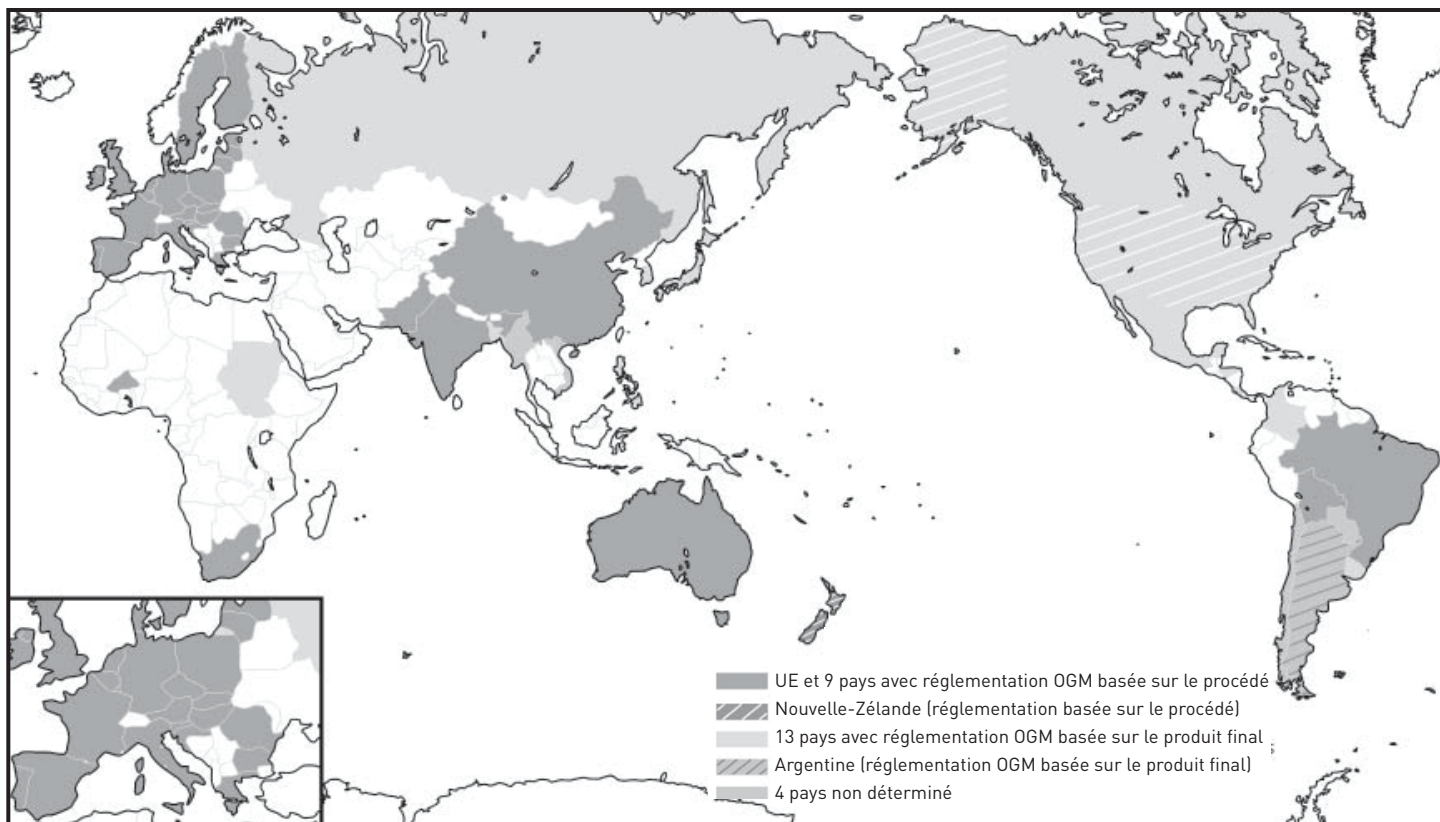 UE et 9 pays avec réglementation OGM basée sur le procédé
Nouvelle-Zélande (réglementation basée sur le procédé)
13 pays avec réglementation OGM basée sur le produit final
Argentine (réglementation OGM basée sur le produit final)
4 pays non déterminé